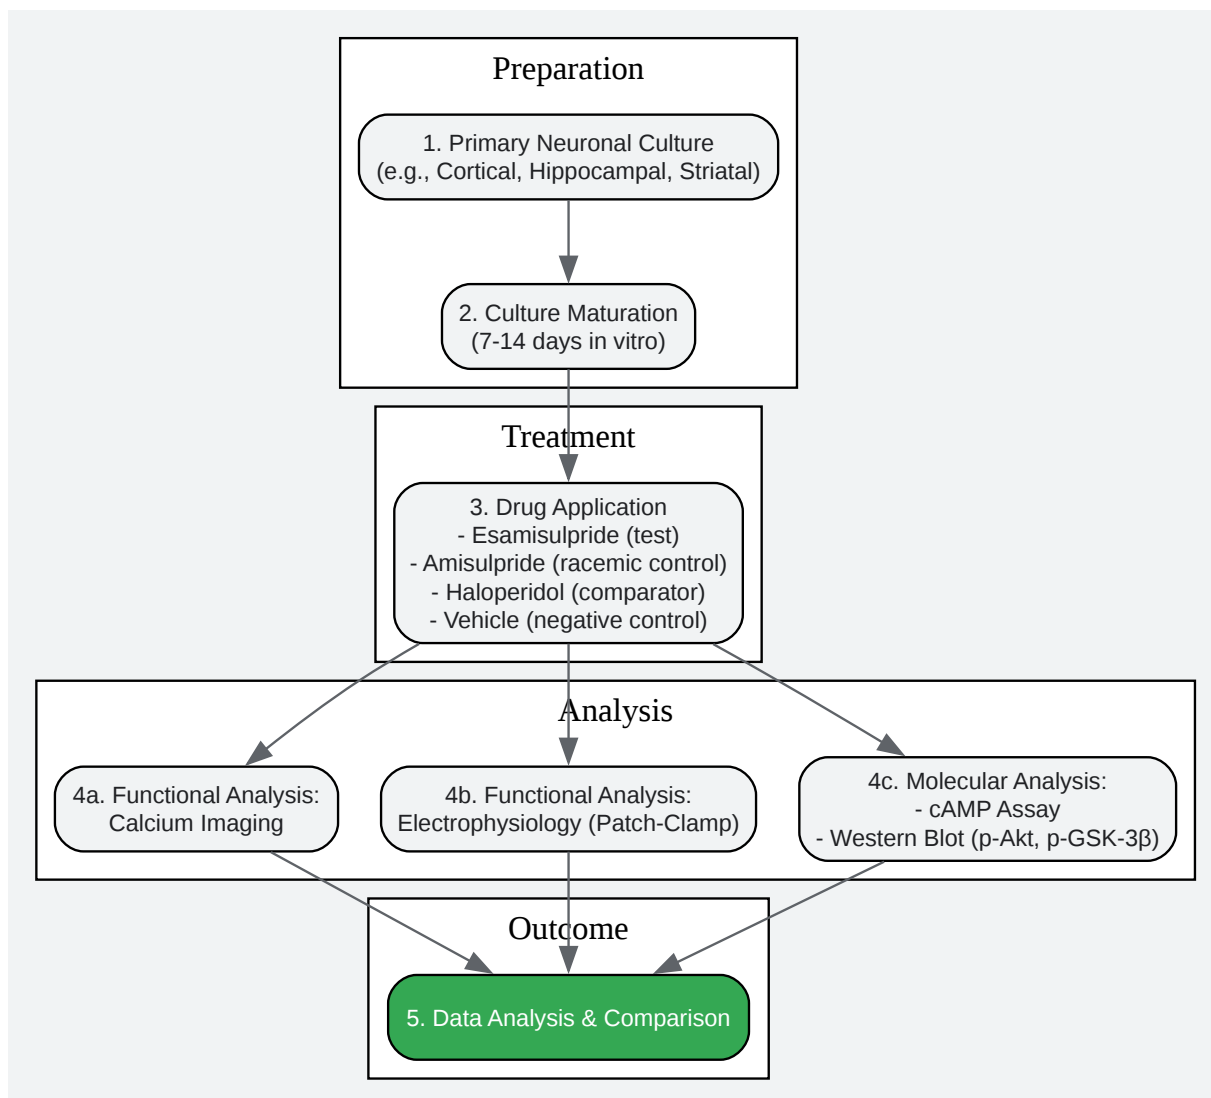 Preparation
1. Primary Neuronal Culture
(e.g., Cortical, Hippocampal, Striatal)
2. Culture Maturation
(7-14 days in vitro)
Treatment
3. Drug Application
- Esamisulpride (test)
- Amisulpride (racemic control)
- Haloperidol (comparator)
- Vehicle (negative control)
Analysis
4a. Functional Analysis:
Calcium Imaging
4b. Functional Analysis:
Electrophysiology (Patch-Clamp)
4c. Molecular Analysis:
- cAMP Assay
- Western Blot (p-Akt, p-GSK-3β)
Outcome
5. Data Analysis & Comparison